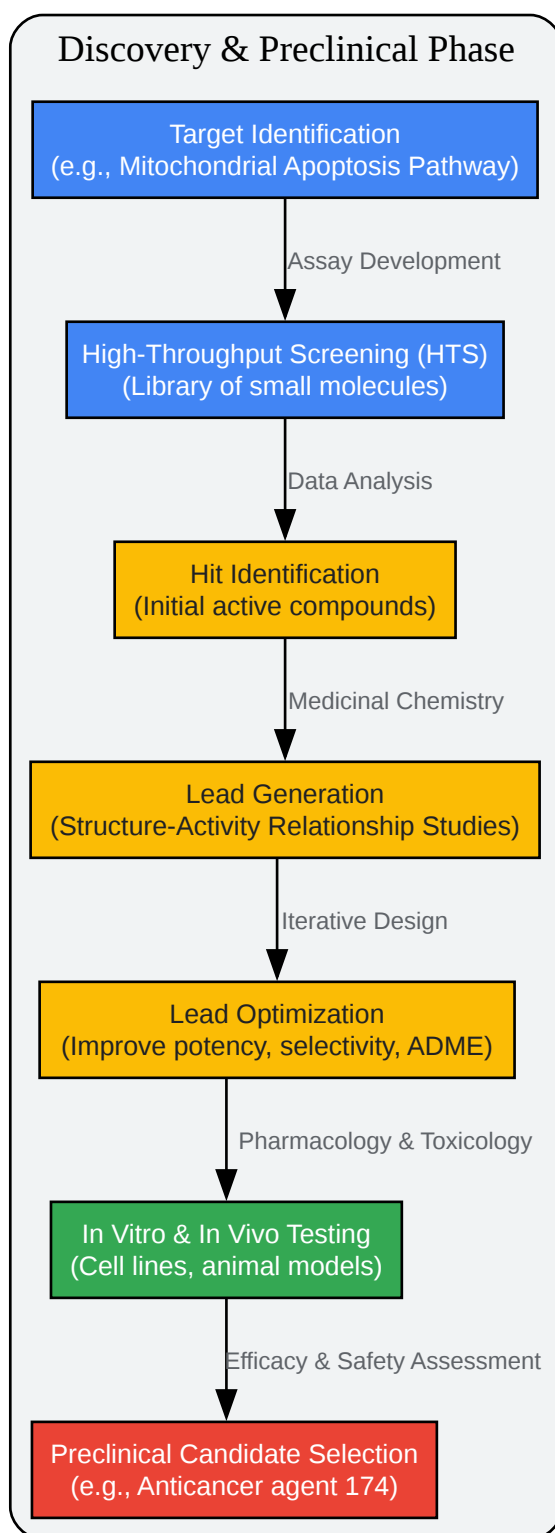 Discovery & Preclinical Phase
Target Identification
(e.g., Mitochondrial Apoptosis Pathway)
Assay Development
High-Throughput Screening (HTS)
(Library of small molecules)
Data Analysis
Hit Identification
(Initial active compounds)
Medicinal Chemistry
Lead Generation
(Structure-Activity Relationship Studies)
Iterative Design
Lead Optimization
(Improve potency, selectivity, ADME)
Pharmacology & Toxicology
In Vitro & In Vivo Testing
(Cell lines, animal models)
Efficacy & Safety Assessment
Preclinical Candidate Selection
(e.g., Anticancer agent 174)